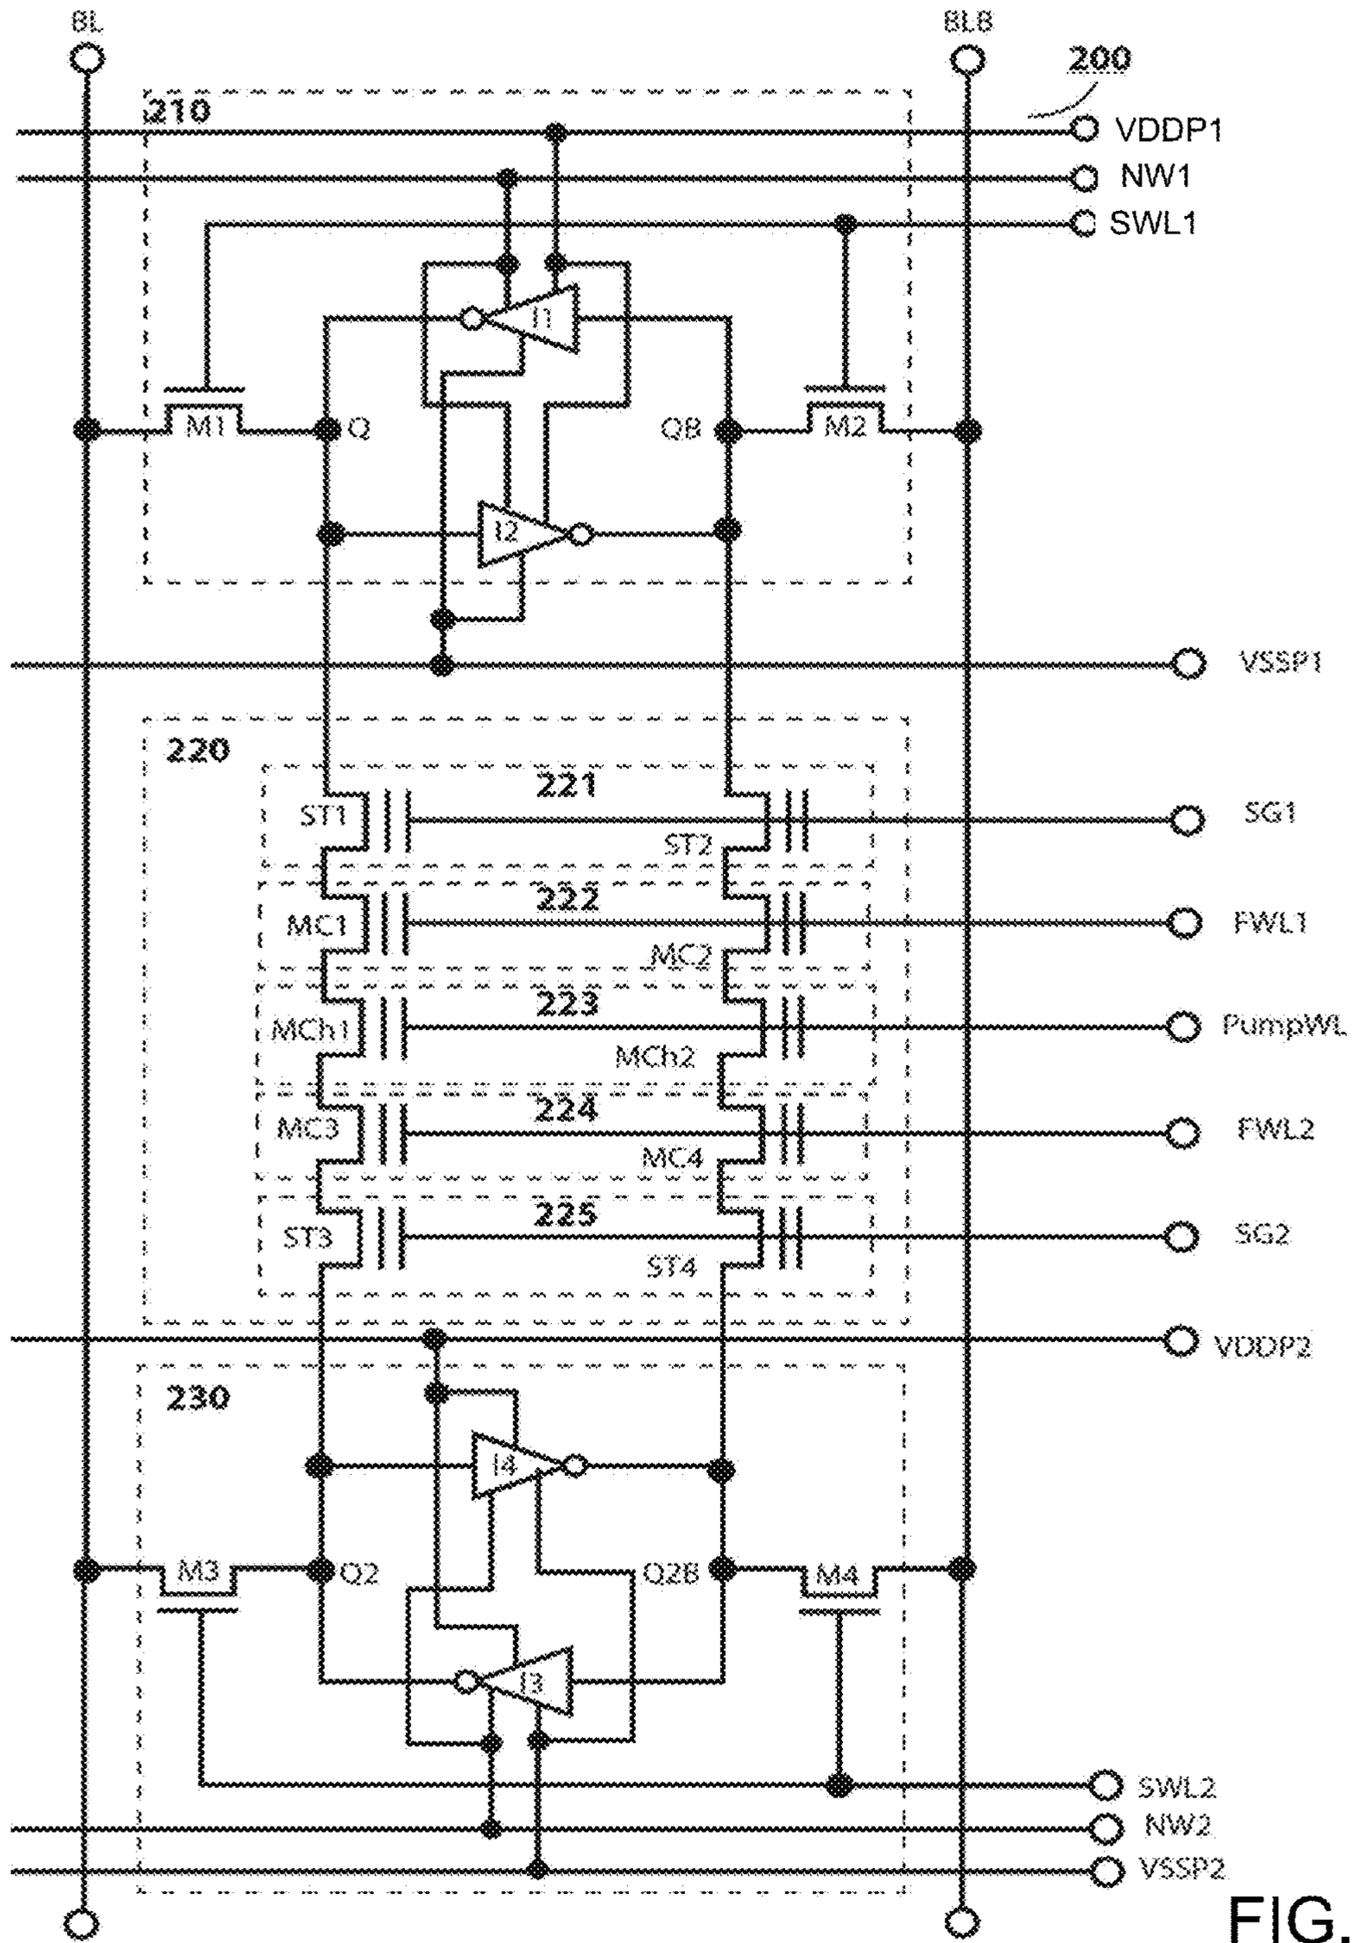 BL
BLB
200
210
VDDP1
NW1
SWL1
I1
M1
Q
QB
M2
I2
VSSP1
220
221
ST1
ST2
SG1
222
MC1
MC2
FWL1
223
MCh1
MCh2
PumpWL
224
MC3
MC4
FWL2
225
ST3
ST4
SG2
VDDP2
230
I4
M3
Q2
Q2B
M4
I3
SWL2
NW2
VSSP2
FIG.